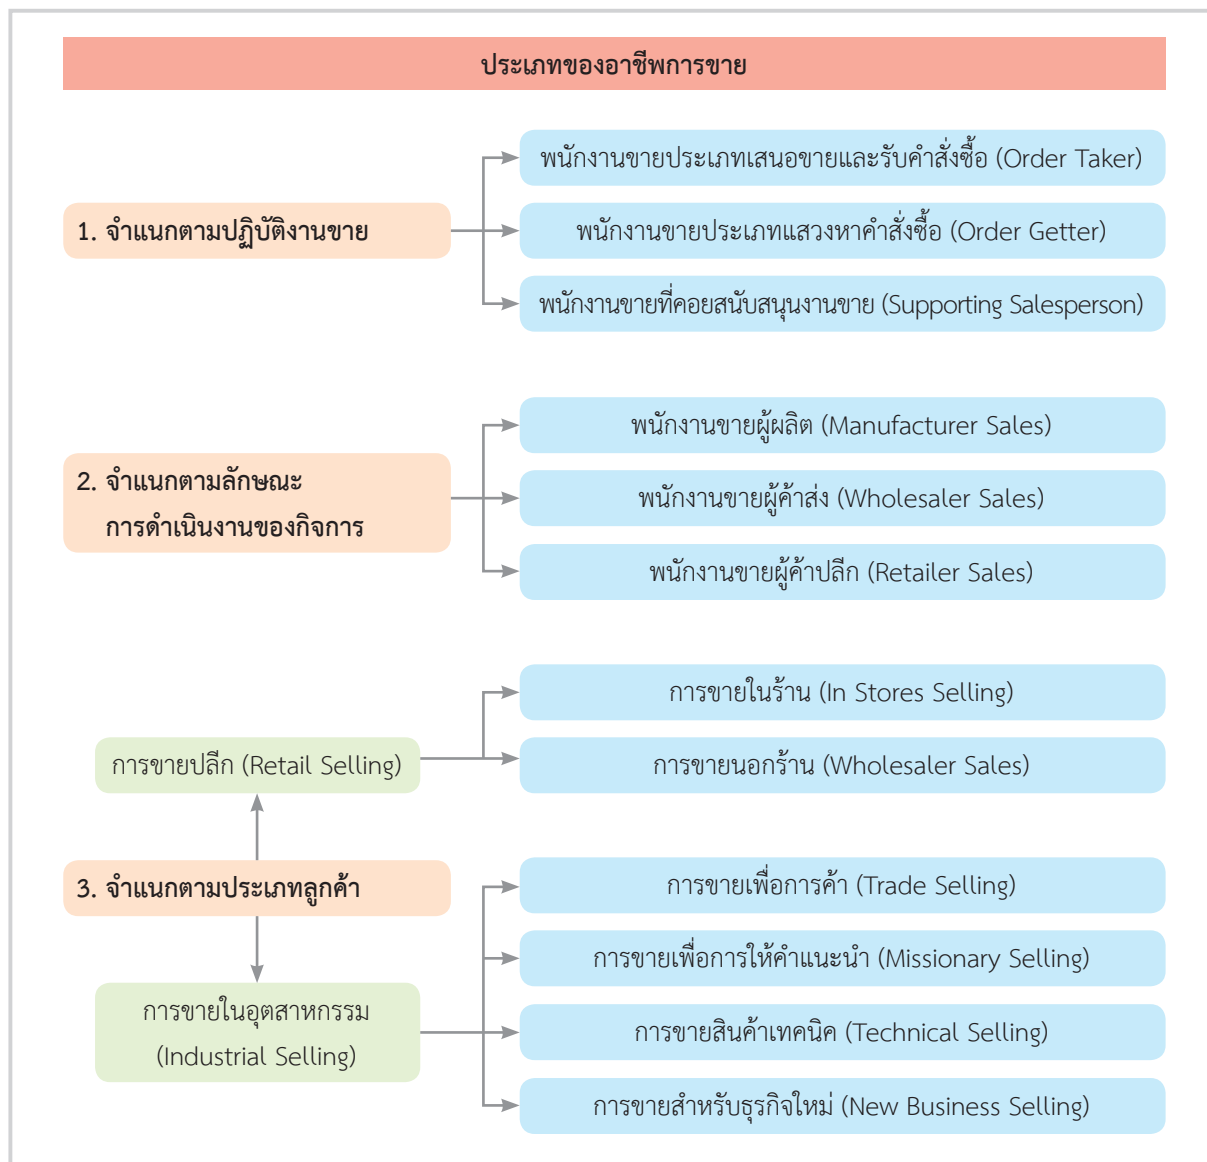 ประเภทของอาชีพการขาย
1. จำแนกตามปฏิบัติงานขาย
พนักงานขายประเภทเสนอขายและรับคำสั่งซื้อ (Order Taker)
พนักงานขายประเภทแสวงหาคำสั่งซื้อ (Order Getter)
พนักงานขายที่คอยสนับสนุนงานขาย (Supporting Salesperson)
2. จำแนกตามลักษณะ
การดำเนินงานของกิจการ
พนักงานขายผู้ผลิต (Manufacturer Sales)
พนักงานขายผู้ค้าส่ง (Wholesaler Sales)
พนักงานขายผู้ค้าปลีก (Retailer Sales)
3. จำแนกตามประเภทลูกค้า
การขายปลีก (Retail Selling)
การขายในร้าน (In Stores Selling)
การขายนอกร้าน (Wholesaler Sales)
การขายในอุตสาหกรรม
(Industrial Selling)
การขายเพื่อการค้า (Trade Selling)
การขายเพื่อการให้คำแนะนำ (Missionary Selling)
การขายสินค้าเทคนิค (Technical Selling)
การขายสำหรับธุรกิจใหม่ (New Business Selling)